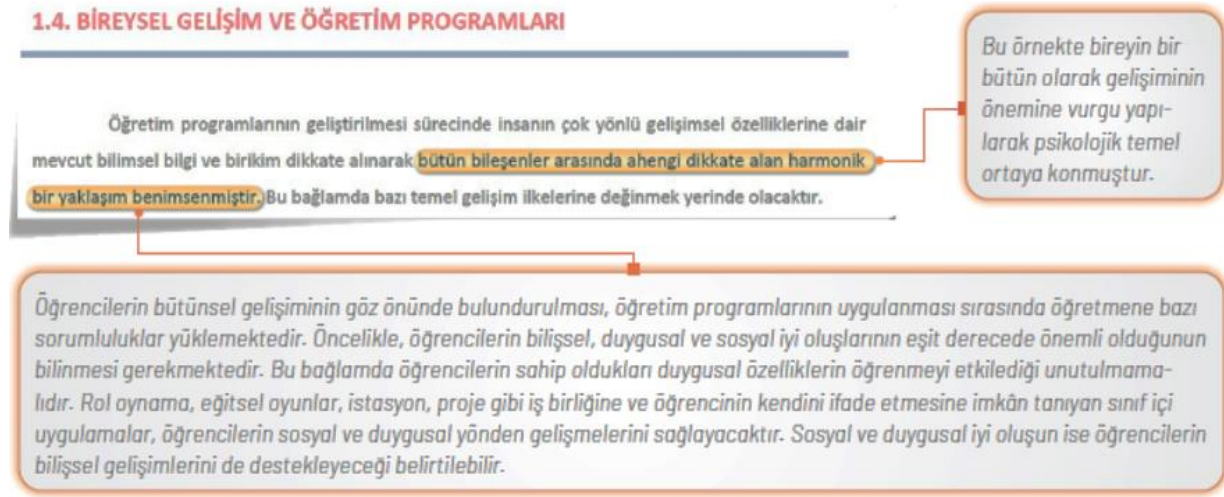 1.4. BİREYSEL GELİŞİM VE ÖĞRETİM PROGRAMLARI
Öğretim programlarının geliştirilmesi sürecinde insanın çok yönlü gelişimsel özelliklerine dair
mevcut bilimsel bilgi ve birikim dikkate alınarak bütün bileşenler arasında ahengi dikkate alan harmonik
bir yaklaşım benimsenmiştir. Bu bağlamda bazı temel gelişim ilkelerine değinmek yerinde olacaktır.
Bu örnekte bireyin bir
bütün olarak gelişiminin
önemine vurgu yapı-
larak psikolojik temel
ortaya konmuştur.
Öğrencilerin bütünsel gelişiminin göz önünde bulundurulması, öğretim programlarının uygulanması sırasında öğretmene bazı
sorumluluklar yüklemektedir. Öncelikle, öğrencilerin bilişsel, duygusal ve sosyal iyi oluşlarının eşit derecede önemli olduğunun
bilinmesi gerekmektedir. Bu bağlamda öğrencilerin sahip oldukları duygusal özelliklerin öğrenmeyi etkilediği unutulmama-
lıdır. Rol oynama, eğitsel oyunlar, istasyon, proje gibi iş birliğine ve öğrencinin kendini ifade etmesine imkân tanıyan sınıf içi
uygulamalar, öğrencilerin sosyal ve duygusal yönden gelişmelerini sağlayacaktır. Sosyal ve duygusal iyi oluşun ise öğrencilerin
bilişsel gelişimlerini de destekleyeceği belirtilebilir.